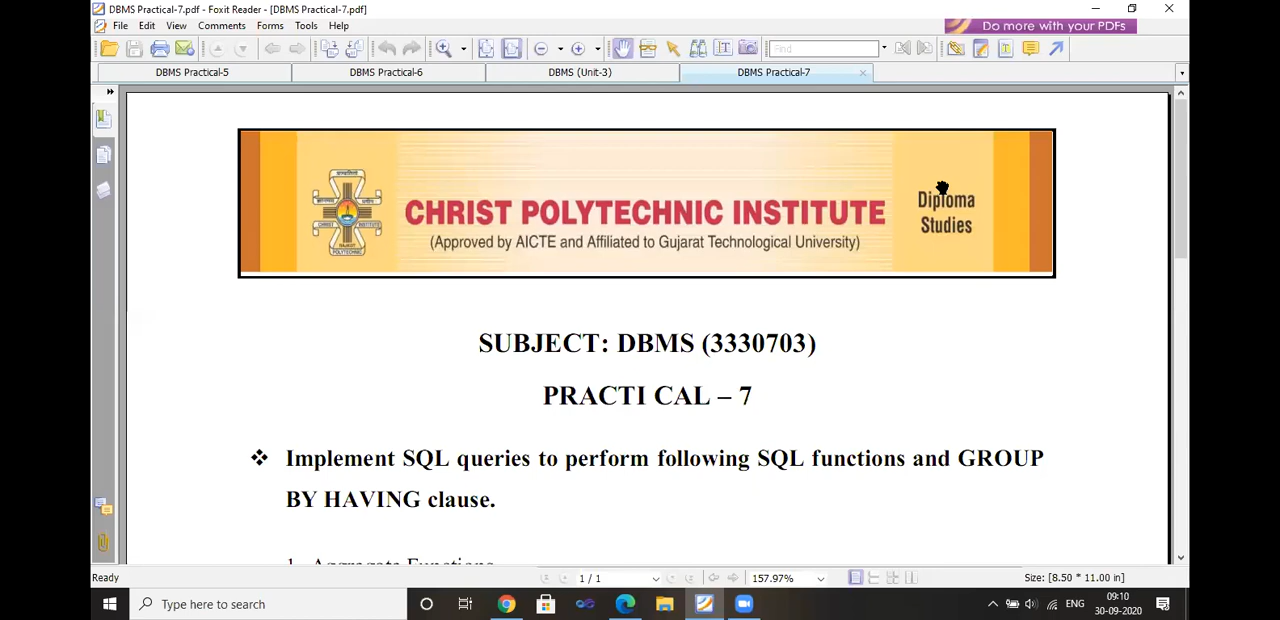 DBMS Practical-7.pdf - Foxit Reader - [DBMS Practical-7.pdf]
File Edit View Comments Forms Tools Help
Do more with your PDFs
Find
DBMS Practical-5 DBMS Practical-6 DBMS (Unit-3) DBMS Practical-7
CHRIST POLYTECHNIC INSTITUTE
(Approved by AICTE and Affiliated to Gujarat Technological University)
Diploma
Studies
SUBJECT: DBMS (3330703)
PRACTI CAL – 7
❖ Implement SQL queries to perform following SQL functions and GROUP
BY HAVING clause.
1. Aggregate Functions
Ready 1 / 1 157.97% Size: [8.50 * 11.00 in]
Type here to search ENG 09:10
30-09-2020